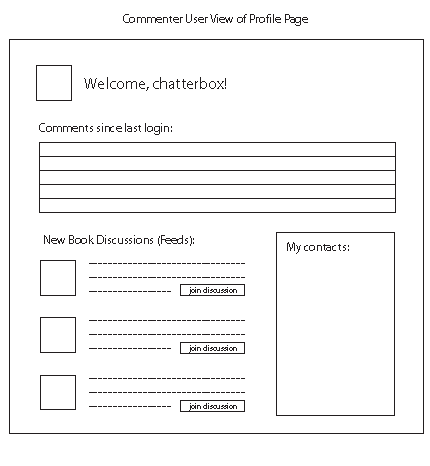 Commenter User View of Profile Page
Welcome, chatterbox!
Comments since last login:
New Book Discussions (Feeds):
join discussion
join discussion
join discussion
My contacts: